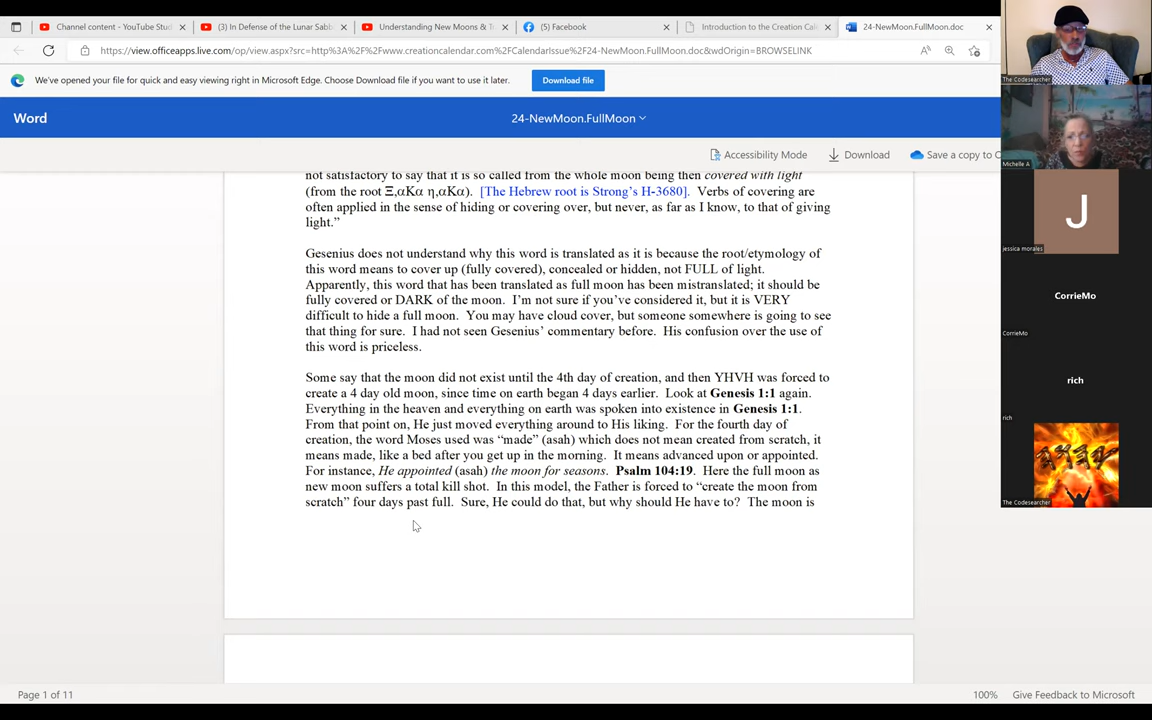 Channel content - YouTube Stud
(3) In Defense of the Lunar Sabb
Understanding New Moons & T
(5) Facebook
Introduction to the Creation Cal
24-NewMoon.FullMoon.doc
https://view.officeapps.live.com/op/view.aspx?src=http%3A%2F%2Fwww.creationcalendar.com%2FCalendarIssue%2F24-NewMoon.FullMoon.doc&wdOrigin=BROWSELINK
We've opened your file for quick and easy viewing right in Microsoft Edge. Choose Download file if you want to use it later.
Download file
The Codesearcher
Word
24-NewMoon.FullMoon
Accessibility Mode
Download
Save a copy to O
Michelle A
not satisfactory to say that it is so called from the whole moon being then covered with light
(from the root Ξ,αΚα η,αΚα). [The Hebrew root is Strong's H-3680]. Verbs of covering are
often applied in the sense of hiding or covering over, but never, as far as I know, to that of giving
light."
J
jessica morales
Gesenius does not understand why this word is translated as it is because the root/etymology of
this word means to cover up (fully covered), concealed or hidden, not FULL of light.
Apparently, this word that has been translated as full moon has been mistranslated; it should be
fully covered or DARK of the moon. I'm not sure if you've considered it, but it is VERY
difficult to hide a full moon. You may have cloud cover, but someone somewhere is going to see
that thing for sure. I had not seen Gesenius' commentary before. His confusion over the use of
this word is priceless.
CorrieMo
CorrieMo
Some say that the moon did not exist until the 4th day of creation, and then YHVH was forced to
create a 4 day old moon, since time on earth began 4 days earlier. Look at Genesis 1:1 again.
Everything in the heaven and everything on earth was spoken into existence in Genesis 1:1.
From that point on, He just moved everything around to His liking. For the fourth day of
creation, the word Moses used was "made" (asah) which does not mean created from scratch, it
means made, like a bed after you get up in the morning. It means advanced upon or appointed.
For instance, He appointed (asah) the moon for seasons. Psalm 104:19. Here the full moon as
new moon suffers a total kill shot. In this model, the Father is forced to "create the moon from
scratch" four days past full. Sure, He could do that, but why should He have to? The moon is
rich
rich
The Codesearcher
Page 1 of 11
100%
Give Feedback to Microsoft